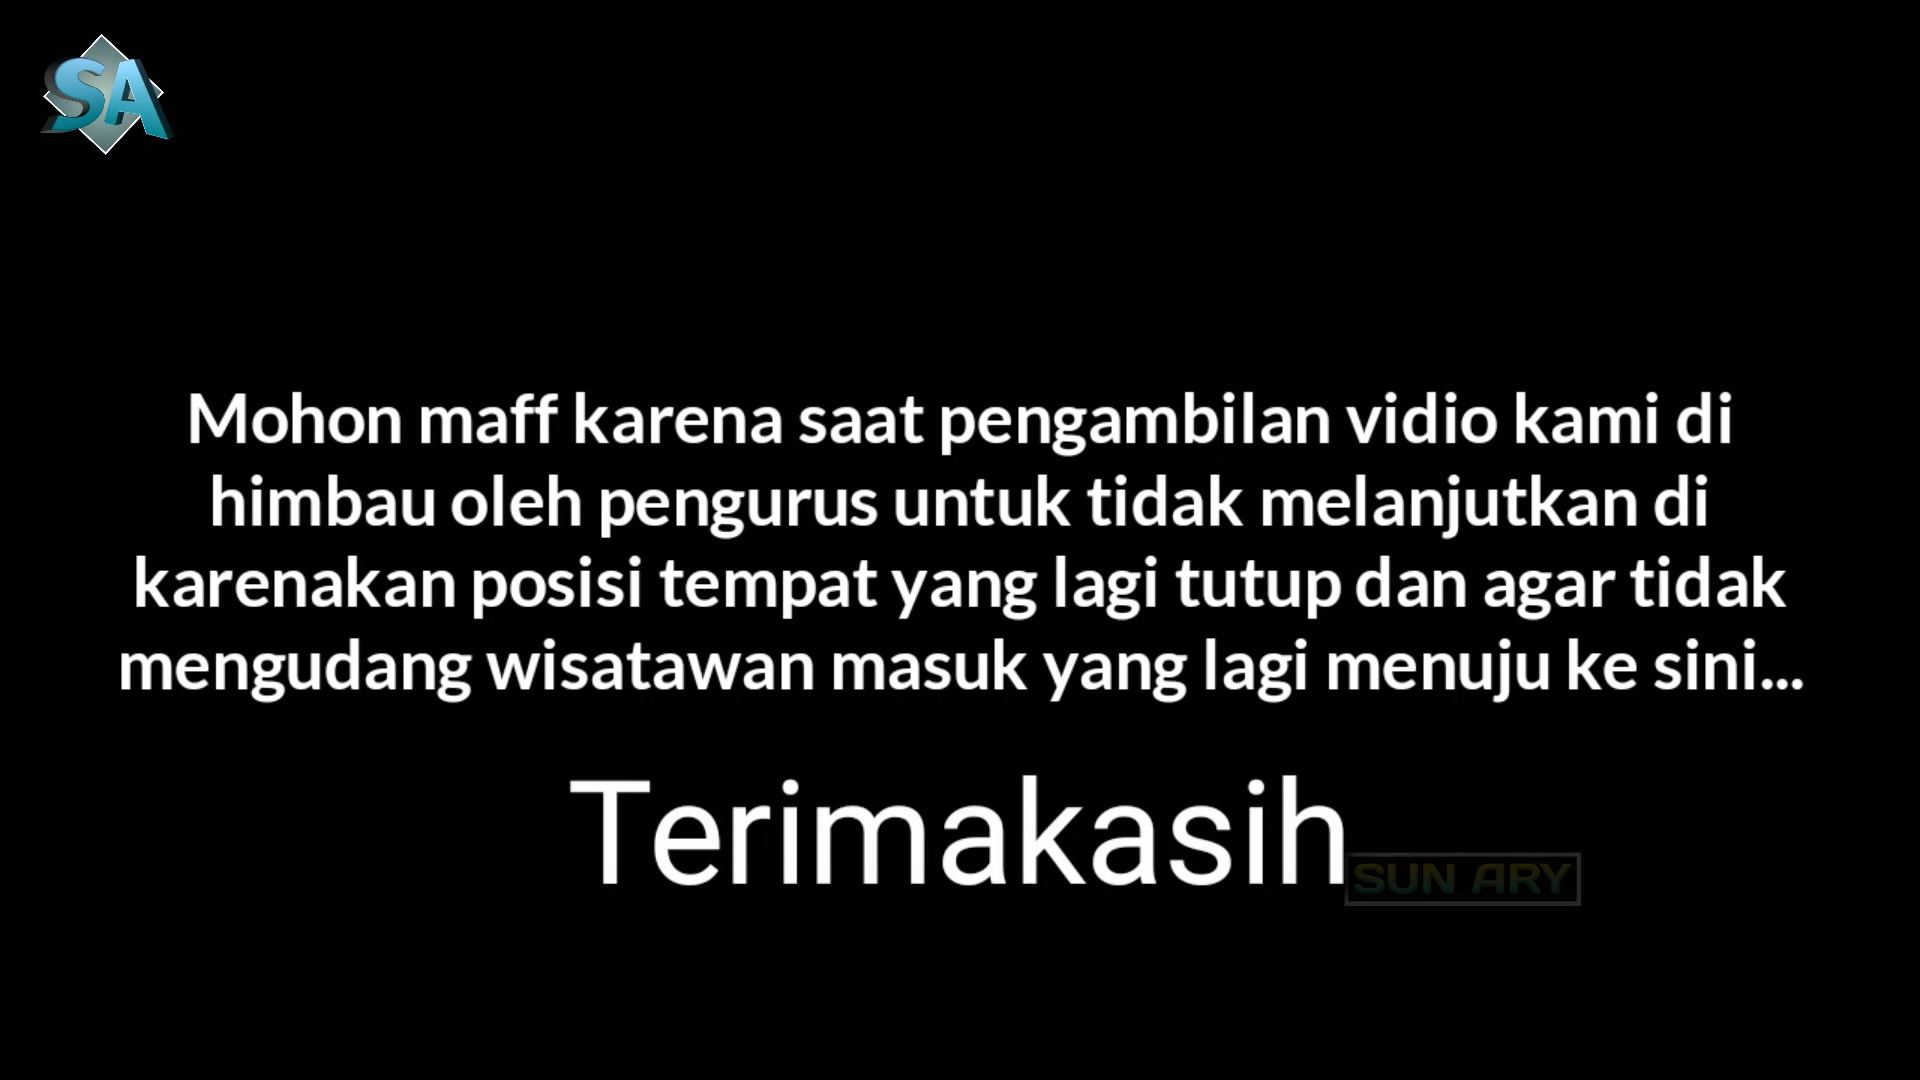 SA
Mohon maff karena saat pengambilan vidio kami di
himbau oleh pengurus untuk tidak melanjutkan di
karenakan posisi tempat yang lagi tutup dan agar tidak
mengudang wisatawan masuk yang lagi menuju ke sini...
Terimakasih
SUN ARY